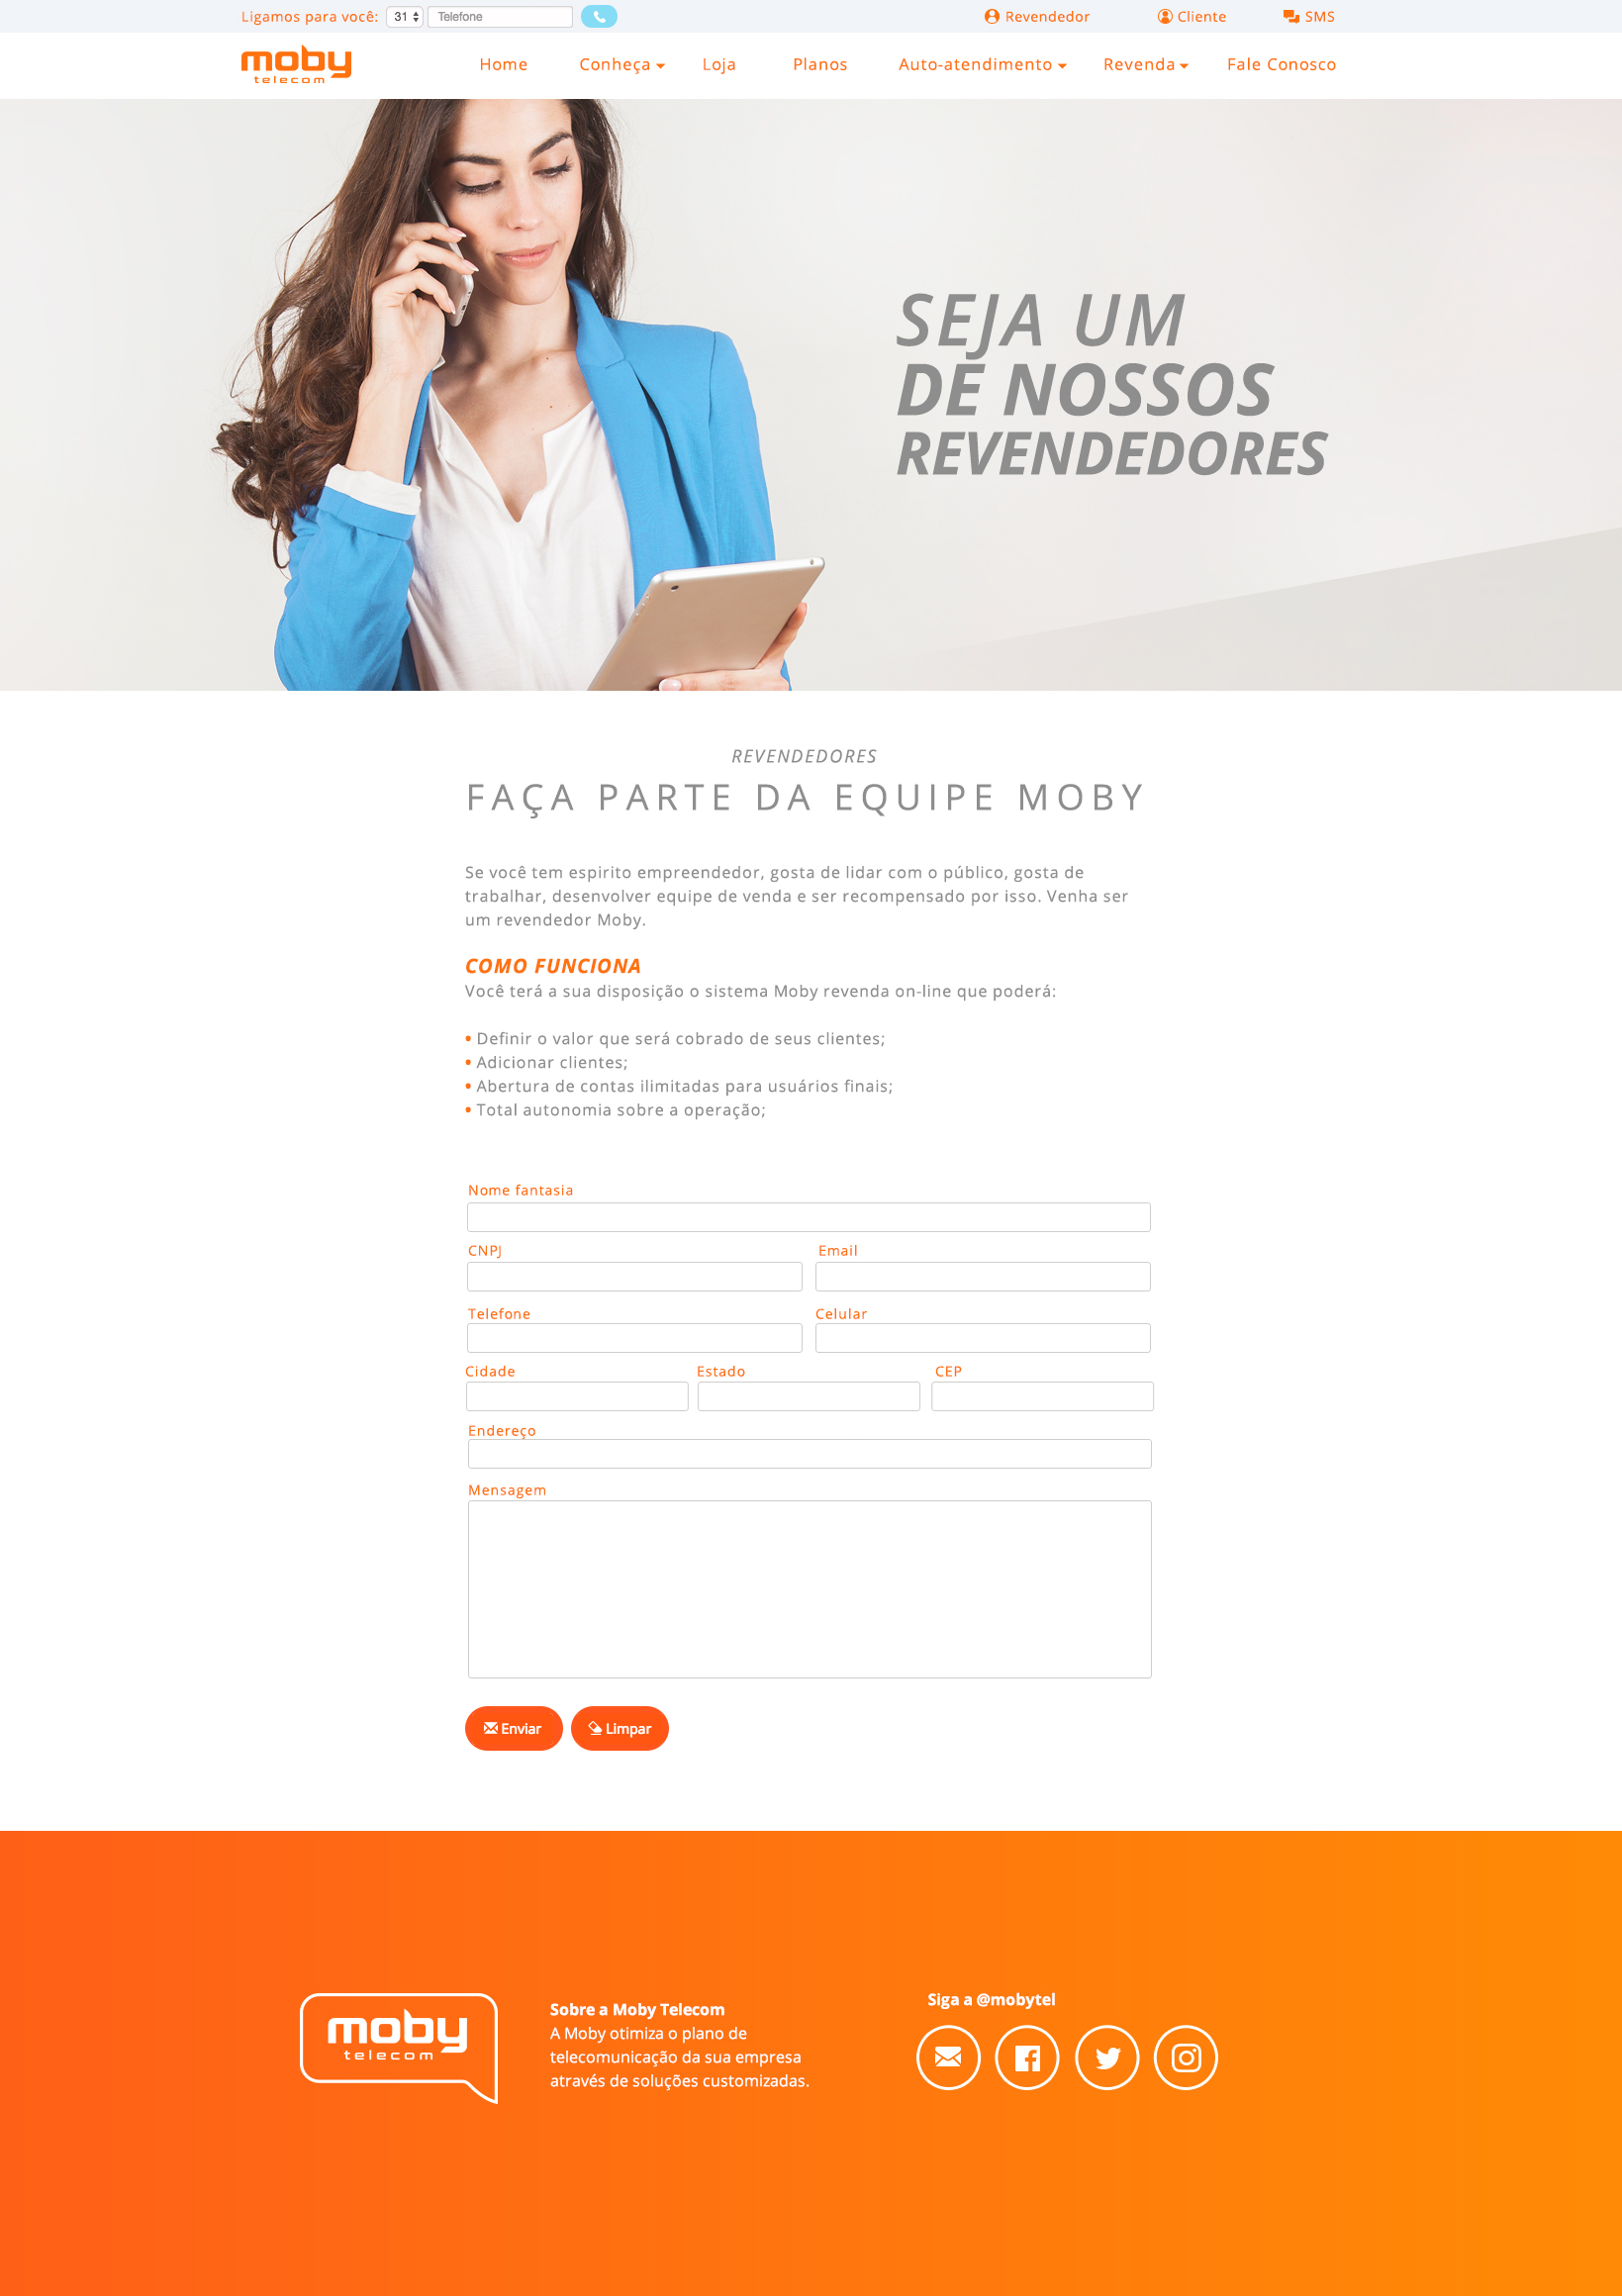 Ligamos para você: 31 Telefone
Revendedor Cliente SMS
moby
telecom
Home Conheça Loja Planos Auto-atendimento Revenda Fale Conosco
SEJA UM
DE NOSSOS
REVENDEDORES
REVENDEDORES
FAÇA PARTE DA EQUIPE MOBY
Se você tem espirito empreendedor, gosta de lidar com o público, gosta de
trabalhar, desenvolver equipe de venda e ser recompensado por isso. Venha ser
um revendedor Moby.
COMO FUNCIONA
Você terá a sua disposição o sistema Moby revenda on-line que poderá:
• Definir o valor que será cobrado de seus clientes;
• Adicionar clientes;
• Abertura de contas ilimitadas para usuários finais;
• Total autonomia sobre a operação;
Nome fantasia
CNPJ Email
Telefone Celular
Cidade Estado CEP
Endereço
Mensagem
Enviar Limpar
moby
telecom
Sobre a Moby Telecom
A Moby otimiza o plano de
telecomunicação da sua empresa
através de soluções customizadas.
Siga a @mobytel